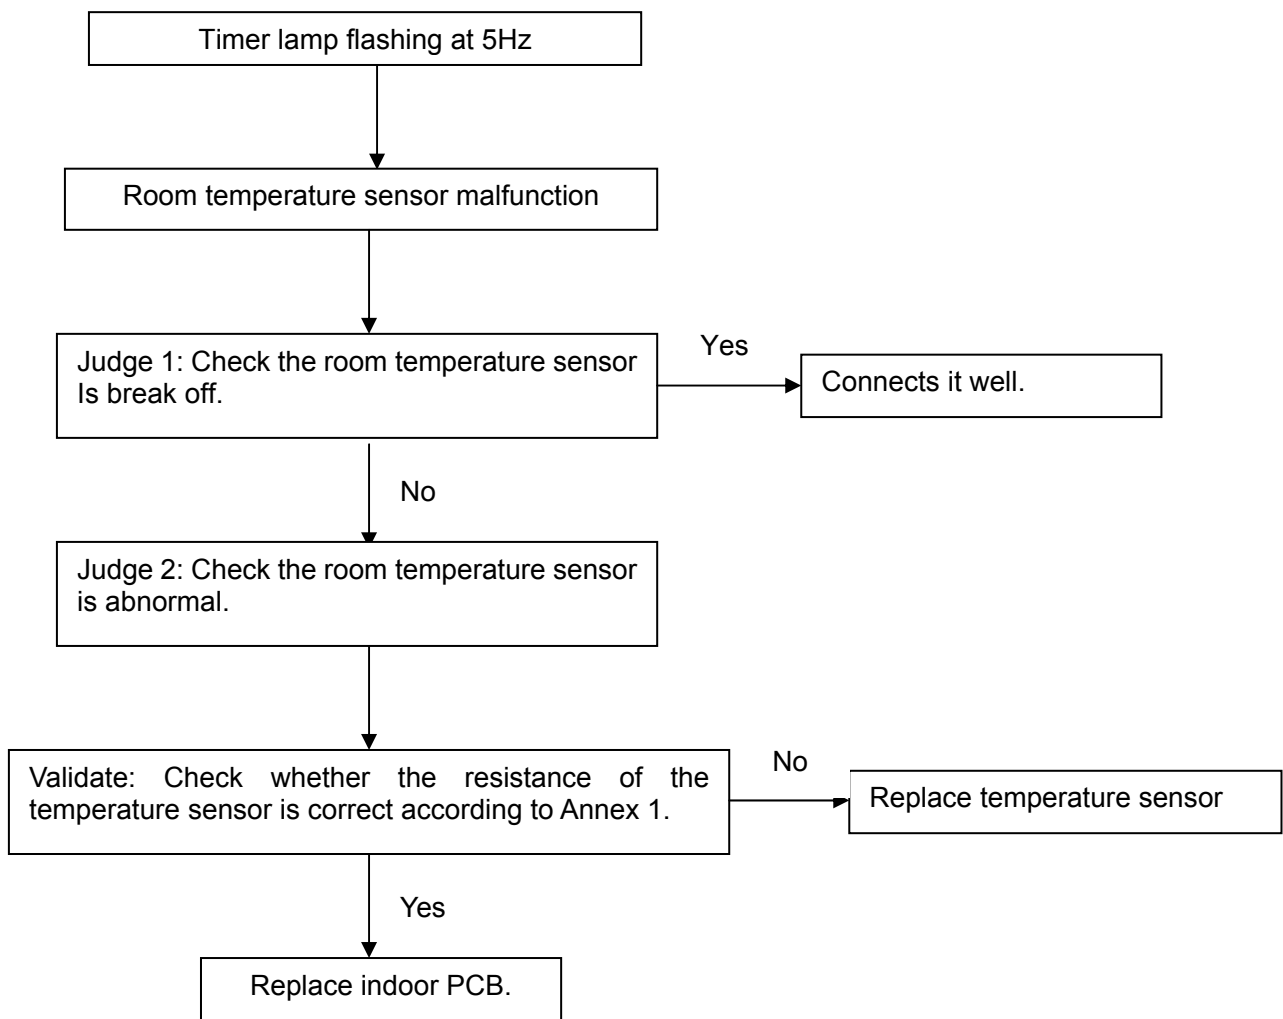 Timer lamp flashing at 5Hz
Room temperature sensor malfunction
Judge 1: Check the room temperature sensor
Is break off.
Yes
Connects it well.
No
Judge 2: Check the room temperature sensor
is abnormal.
Validate: Check whether the resistance of the
temperature sensor is correct according to Annex 1.
No
Replace temperature sensor
Yes
Replace indoor PCB.